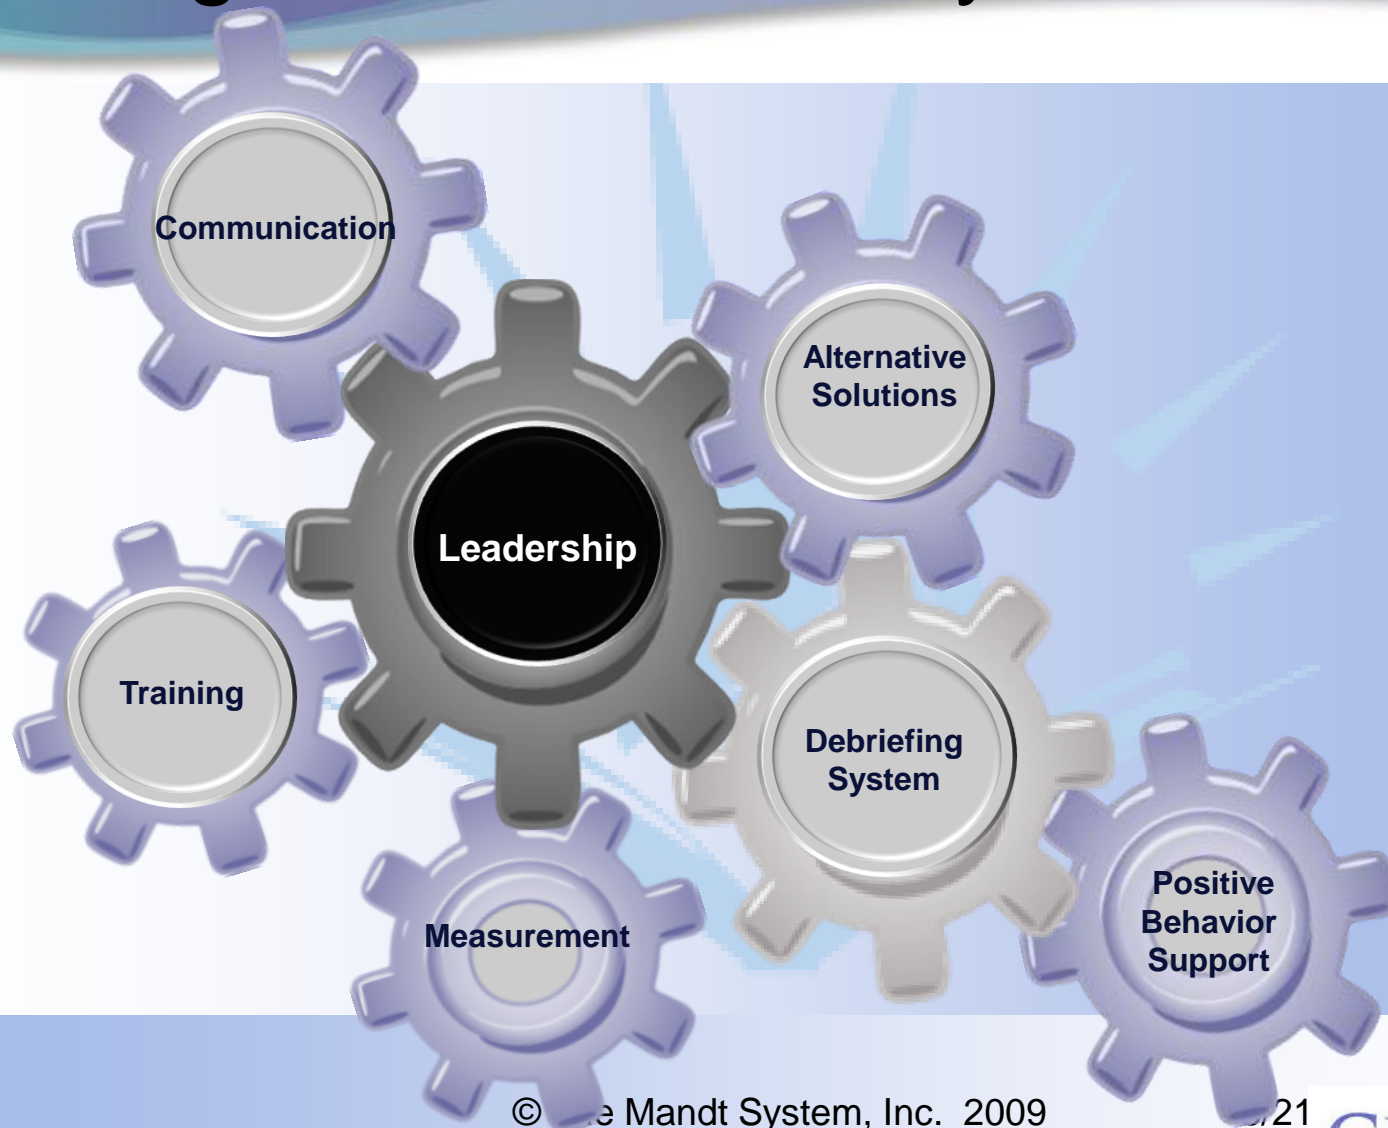 Communication
Alternative
Solutions
Leadership
Training
Debriefing
System
Positive
Behavior
Support
Measurement
© Mandt System, Inc. 2009
/21